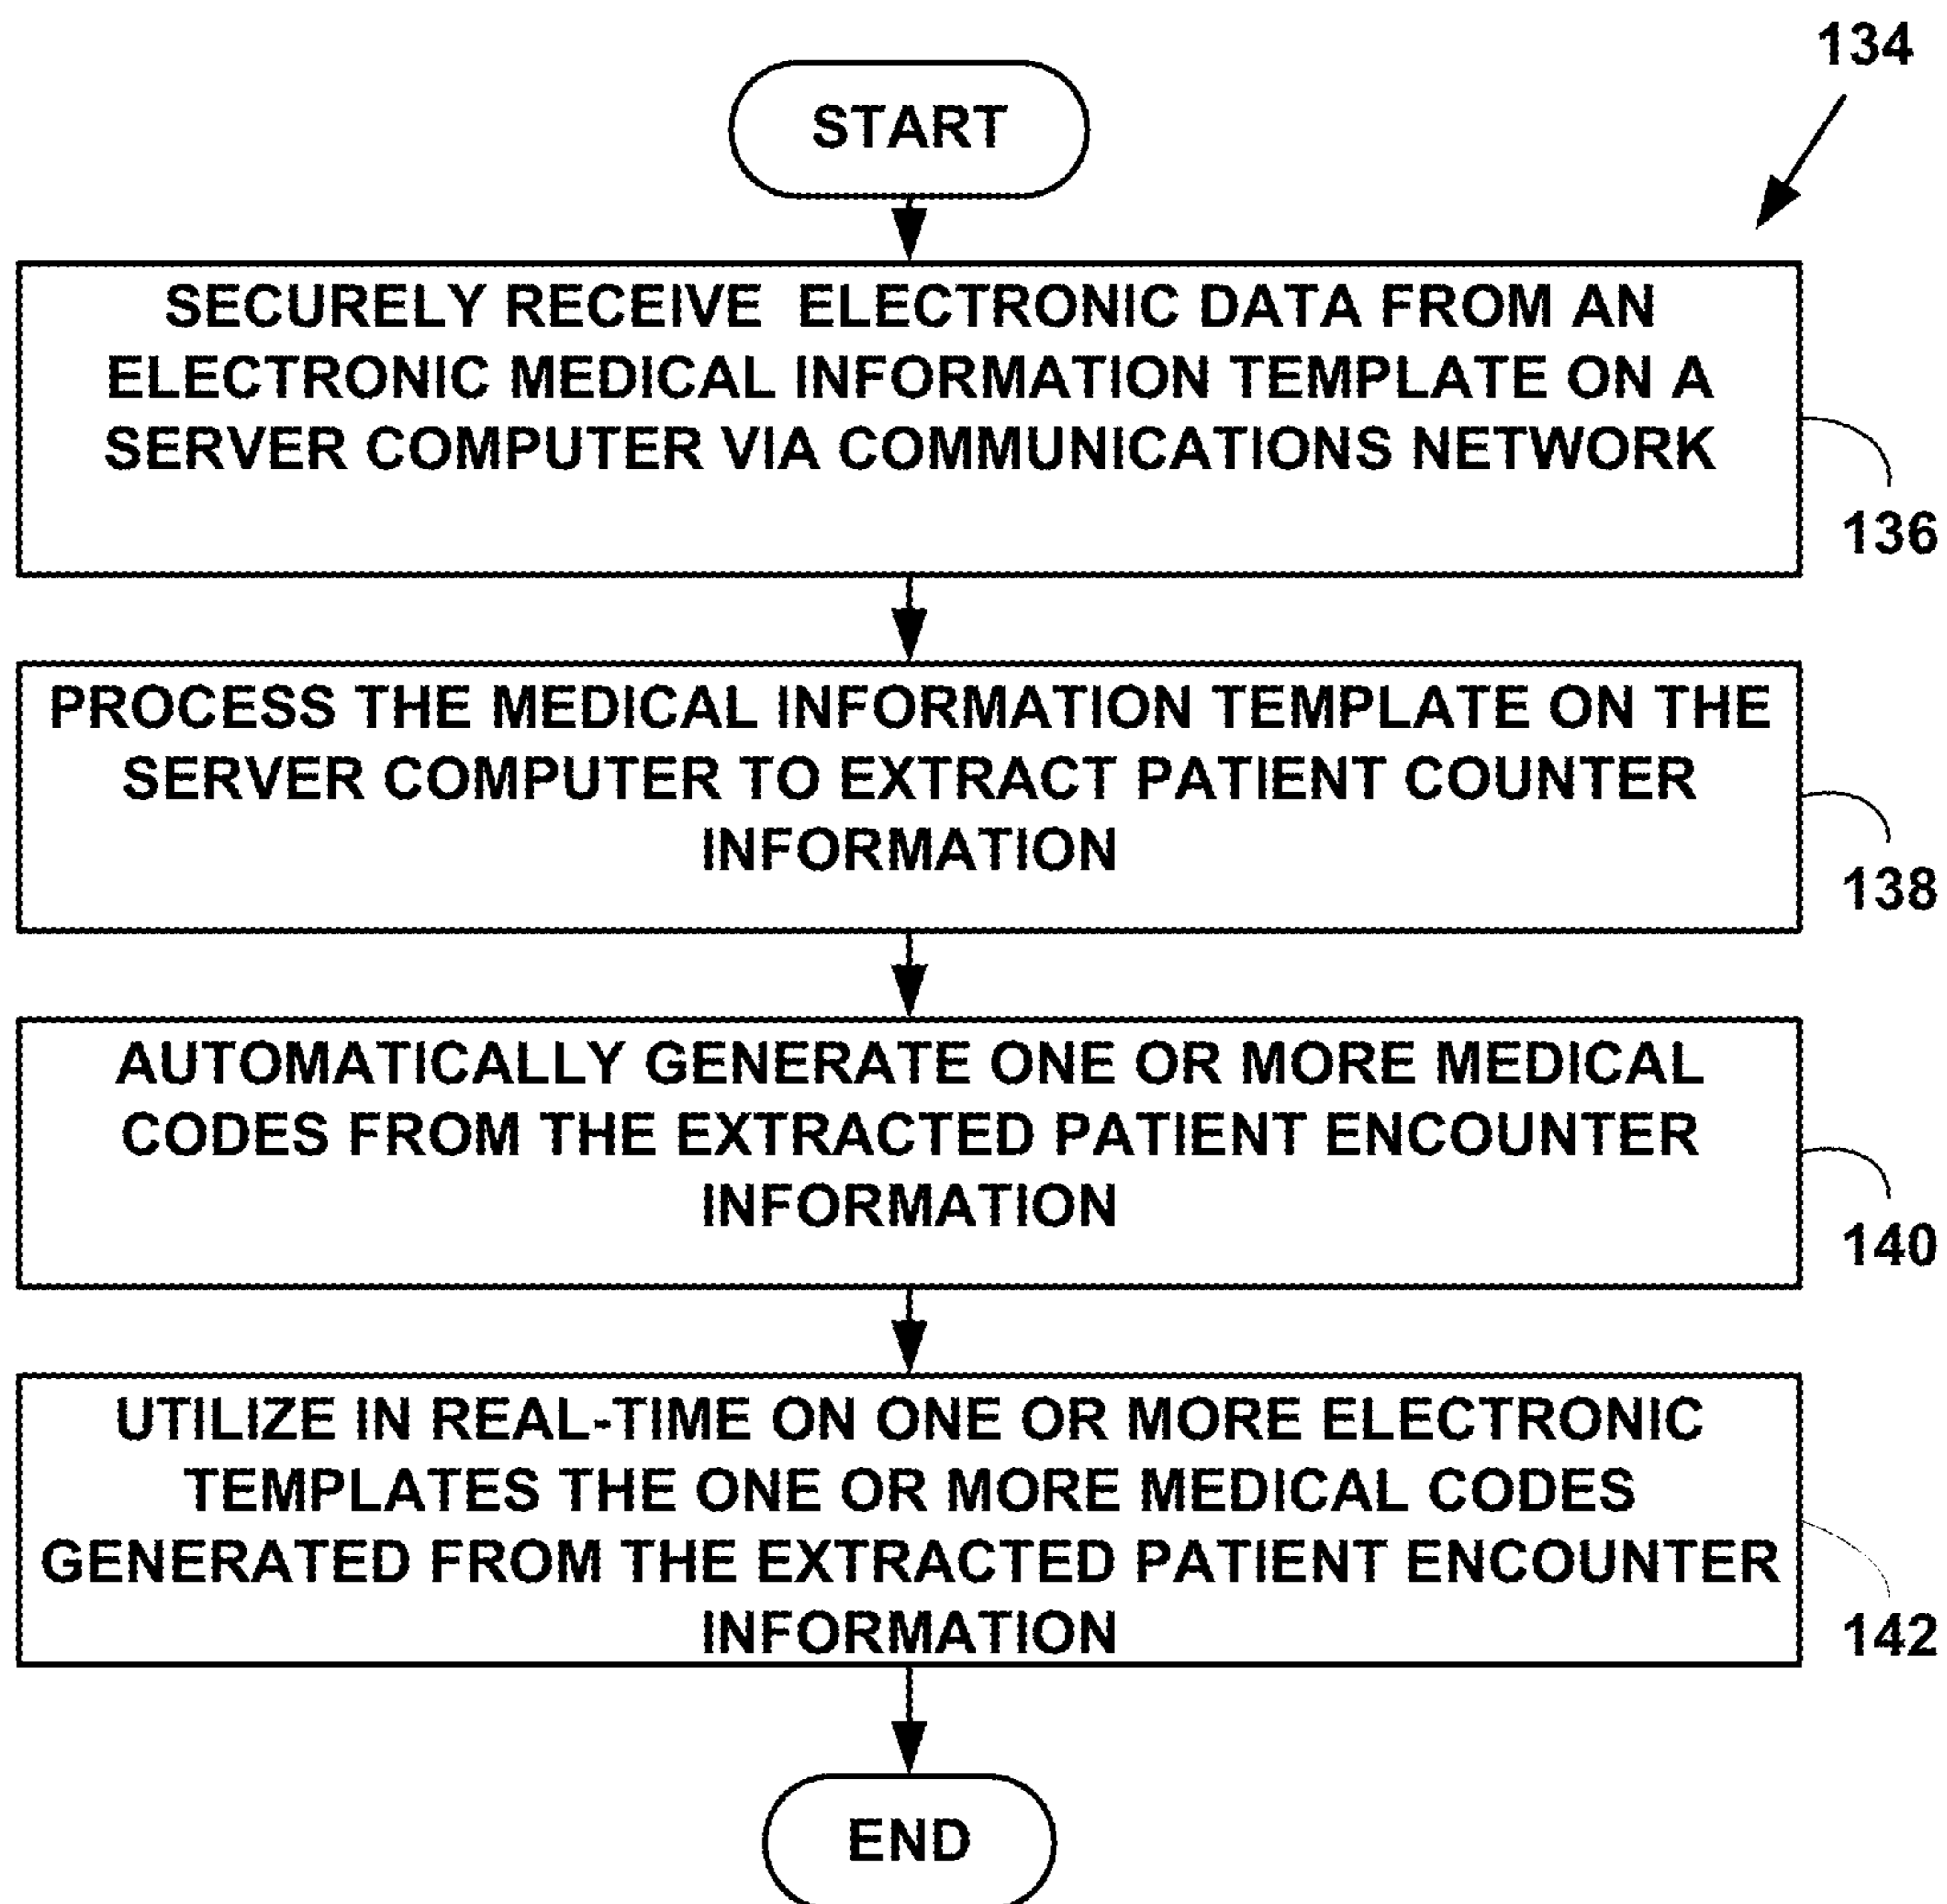 134
START
SECURELY RECEIVE ELECTRONIC DATA FROM AN
ELECTRONIC MEDICAL INFORMATION TEMPLATE ON A
SERVER COMPUTER VIA COMMUNICATIONS NETWORK
136
PROCESS THE MEDICAL INFORMATION TEMPLATE ON THE
SERVER COMPUTER TO EXTRACT PATIENT COUNTER
INFORMATION
138
AUTOMATICALLY GENERATE ONE OR MORE MEDICAL
CODES FROM THE EXTRACTED PATIENT ENCOUNTER
INFORMATION
140
UTILIZE IN REAL-TIME ON ONE OR MORE ELECTRONIC
TEMPLATES THE ONE OR MORE MEDICAL CODES
GENERATED FROM THE EXTRACTED PATIENT ENCOUNTER
INFORMATION
142
END